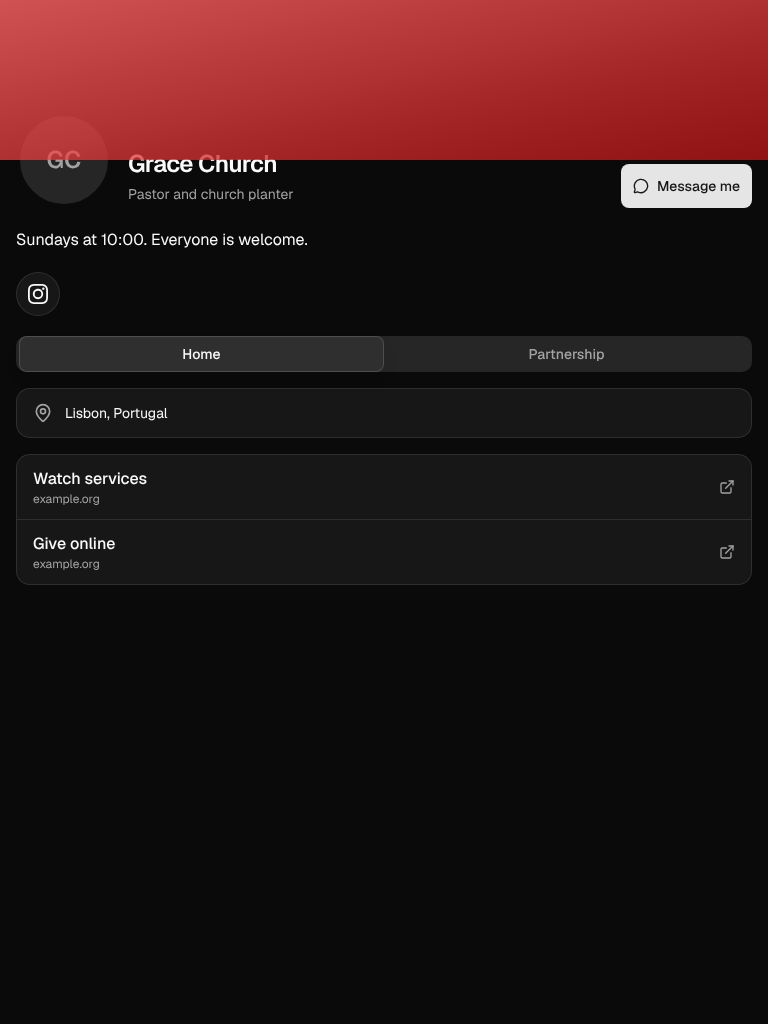 GC
Grace Church
Pastor and church planter
Message me
Sundays at 10:00. Everyone is welcome.
Home
Partnership
Lisbon, Portugal
Watch services
example.org
Give online
example.org